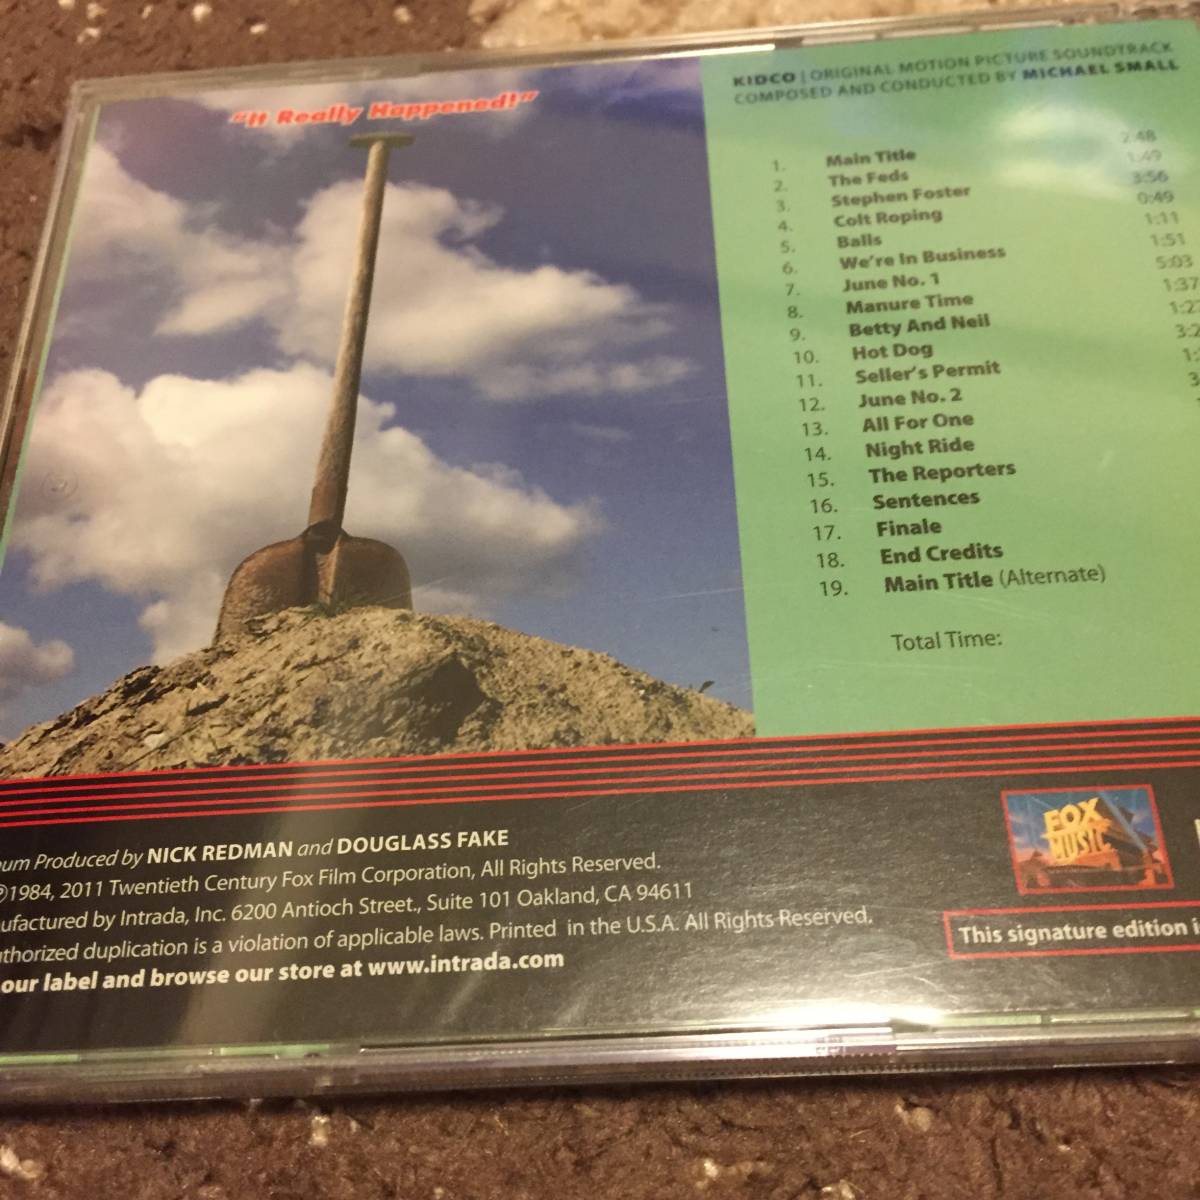 "It Really Happened!"
KIDCO | ORIGINAL MOTION PICTURE SOUNDTRACK
COMPOSED AND CONDUCTED BY MICHAEL SMALL
1. Main Title 2:48
2. The Feds 1:49
3. Stephen Foster 3:56
4. Colt Roping 0:49
5. Balls 1:11
6. We're In Business 1:51
7. June No. 1 5:03
8. Manure Time 1:37
9. Betty And Neil
10. Hot Dog
11. Seller's Permit
12. June No. 2
13. All For One
14. Night Ride
15. The Reporters
16. Sentences
17. Finale
18. End Credits
19. Main Title (Alternate)
Total Time:
um Produced by NICK REDMAN and DOUGLASS FAKE
1984, 2011 Twentieth Century Fox Film Corporation, All Rights Reserved.
ufactured by Intrada, Inc. 6200 Antioch Street., Suite 101 Oakland, CA 94611
thorized duplication is a violation of applicable laws. Printed in the U.S.A. All Rights Reserved.
our label and browse our store at www.intrada.com
FOX
MUSIC
This signature edition